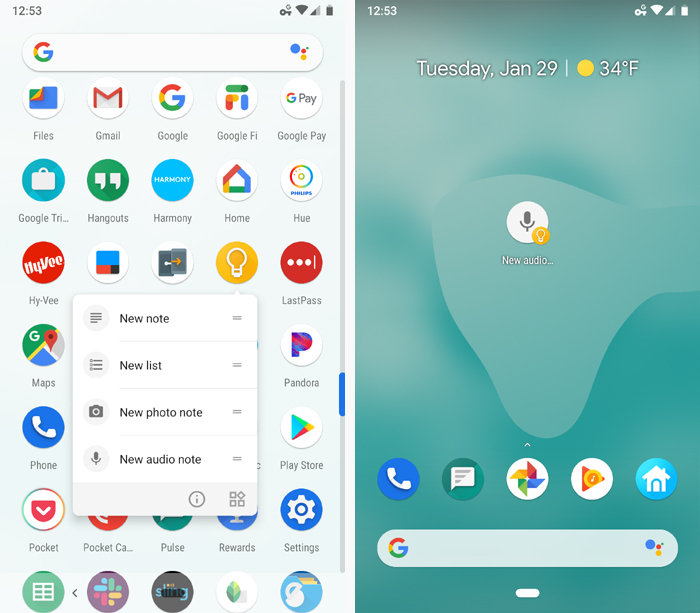 12:53
Files
Gmail
Google
Google Fi
G Pay
Google Pay
Google Tri...
Hangouts
HARMONY
Harmony
Home
PHILIPS
Hue
HyVee
Hy-Vee
LastPass
New note
New list
New photo note
New audio note
G
Maps
Pandora
Phone
c
Play Store
Pocket
Pocket Ca...
Pulse
Rewards
Settings
sling
12:53
Tuesday, Jan 29 | 34°F
New audio...